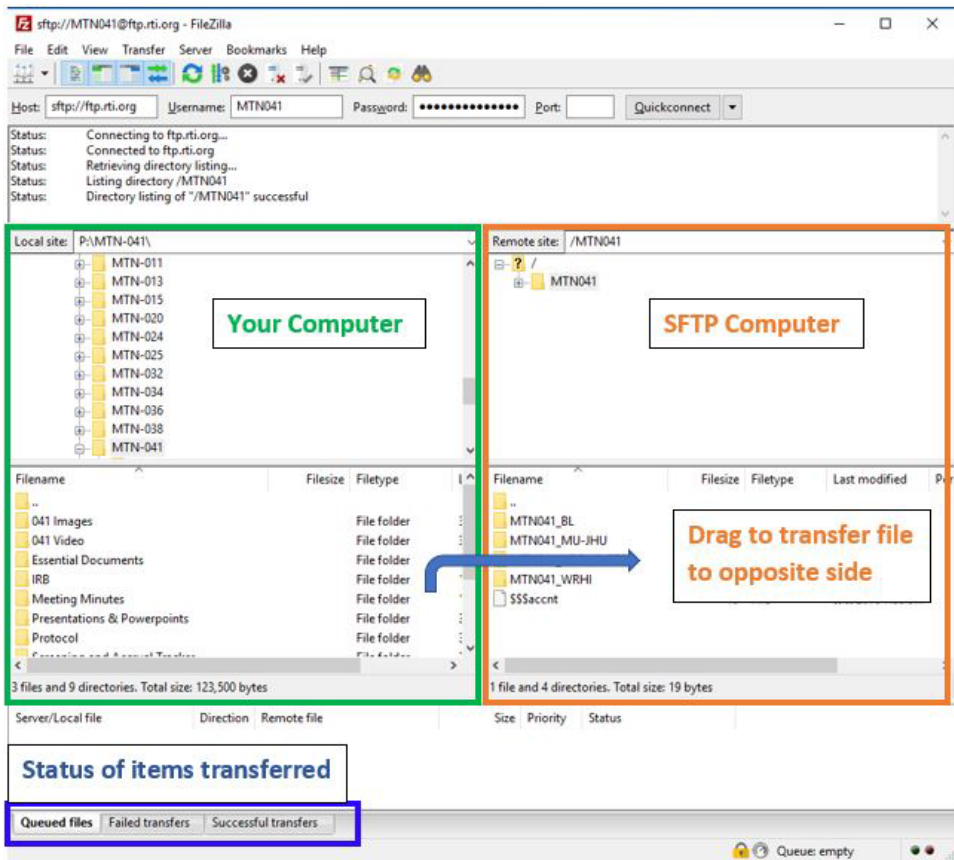 sftp://MTN041@ftp.rti.org - FileZilla
File Edit View Transfer Server Bookmarks Help
Host: sftp://ftp.rti.org Username: MTN041 Password: ●●●●●●●●●●●●●● Port: Quickconnect
Status: Connecting to ftp.rti.org...
Status: Connected to ftp.rti.org
Status: Retrieving directory listing...
Status: Listing directory /MTN041
Status: Directory listing of "/MTN041" successful
Local site: P:\MTN-041\
MTN-011
MTN-013
MTN-015
MTN-020
MTN-024
MTN-025
MTN-032
MTN-034
MTN-036
MTN-038
MTN-041
Your Computer
Remote site: /MTN041
? /
MTN041
SFTP Computer
Filename Filesize Filetype
..
041 Images File folder
041 Video File folder
Essential Documents File folder
IRB File folder
Meeting Minutes File folder
Presentations & Powerpoints File folder
Protocol File folder
Screening and Accrual Tracker File folder
3 files and 9 directories. Total size: 123,500 bytes
Filename Filesize Filetype Last modified Per
..
MTN041_BL
MTN041_MU-JHU
MTN041_WRHI
$$$accnt
Drag to transfer file
to opposite side
1 file and 4 directories. Total size: 19 bytes
Server/Local file Direction Remote file Size Priority Status
Status of items transferred
Queued files Failed transfers Successful transfers
Queue: empty